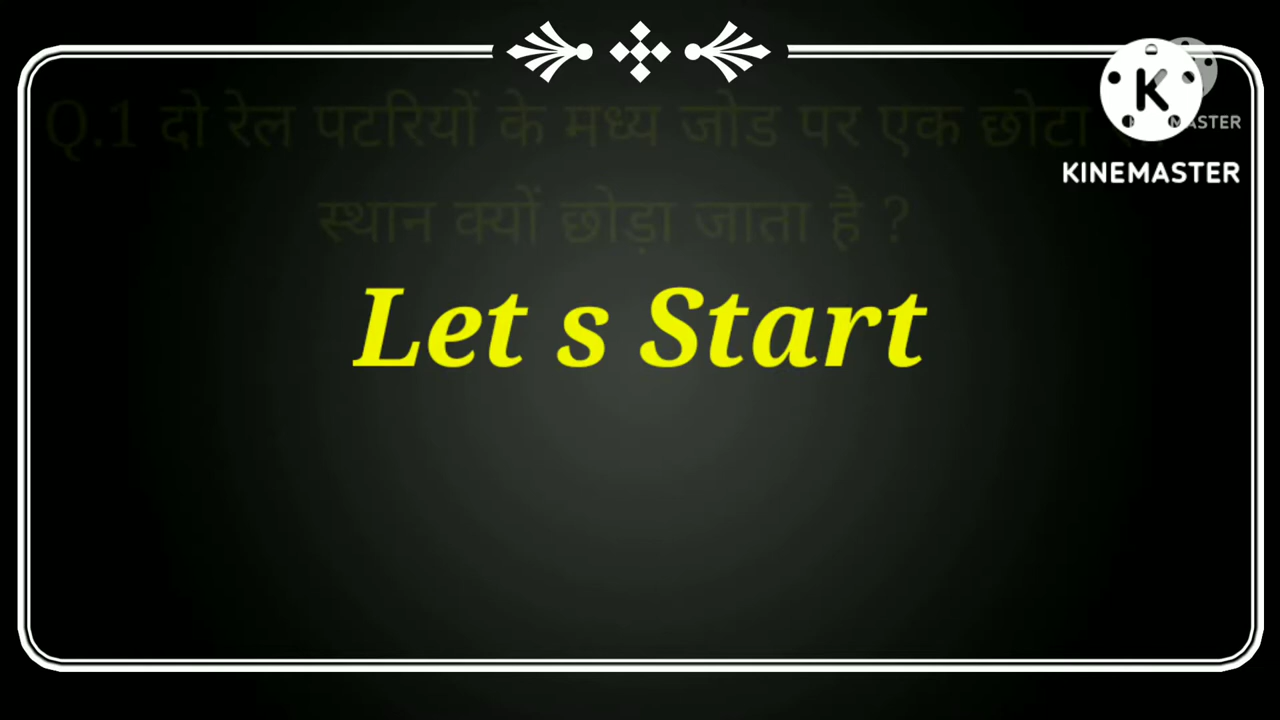 Q.1 दो रेल पटरियों के मध्य जोड पर एक छोटा
स्थान क्यों छोड़ा जाता है ?
Let s Start
K
KINEMASTER